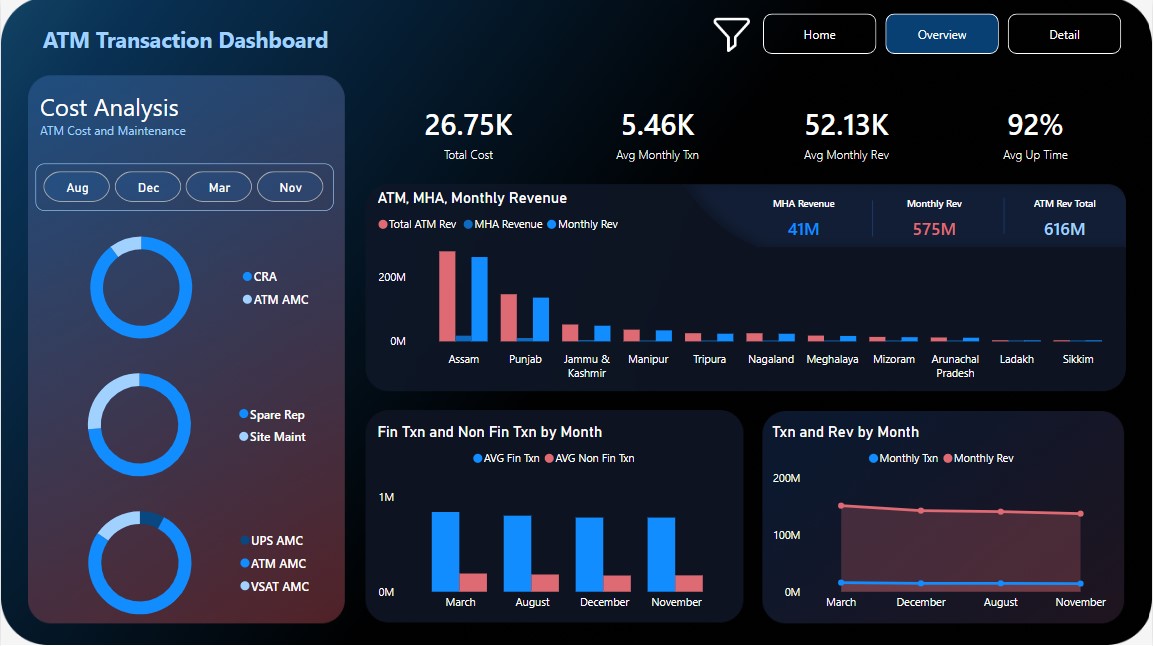 ATM Transaction Dashboard
Home
Overview
Detail
Cost Analysis
ATM Cost and Maintenance
Aug
Dec
Mar
Nov
CRA
ATM AMC
Spare Rep
Site Maint
UPS AMC
ATM AMC
VSAT AMC
26.75K
Total Cost
5.46K
Avg Monthly Txn
52.13K
Avg Monthly Rev
92%
Avg Up Time
ATM, MHA, Monthly Revenue
Total ATM Rev MHA Revenue Monthly Rev
MHA Revenue
41M
Monthly Rev
575M
ATM Rev Total
616M
200M
0M
Assam
Punjab
Jammu &
Kashmir
Manipur
Tripura
Nagaland
Meghalaya
Mizoram
Arunachal
Pradesh
Ladakh
Sikkim
Fin Txn and Non Fin Txn by Month
AVG Fin Txn AVG Non Fin Txn
1M
0M
March
August
December
November
Txn and Rev by Month
Monthly Txn Monthly Rev
200M
100M
0M
March
December
August
November